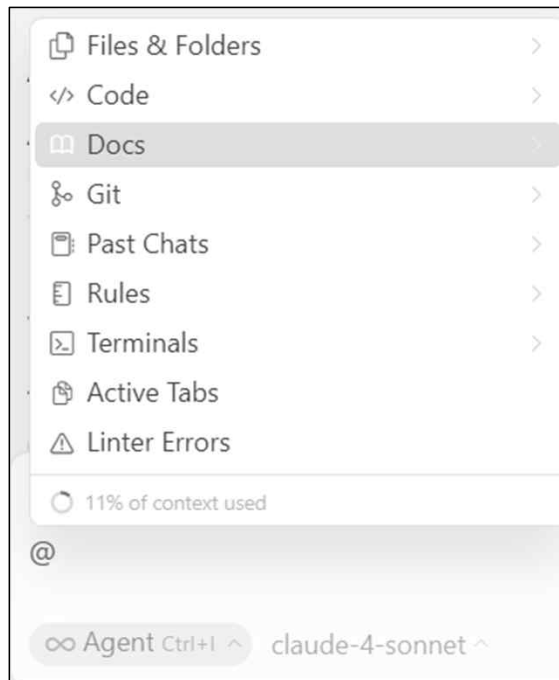 Files & Folders
Code
Docs
Git
Past Chats
Rules
Terminals
Active Tabs
Linter Errors
11% of context used
@
Agent Ctrl+I claude-4-sonnet